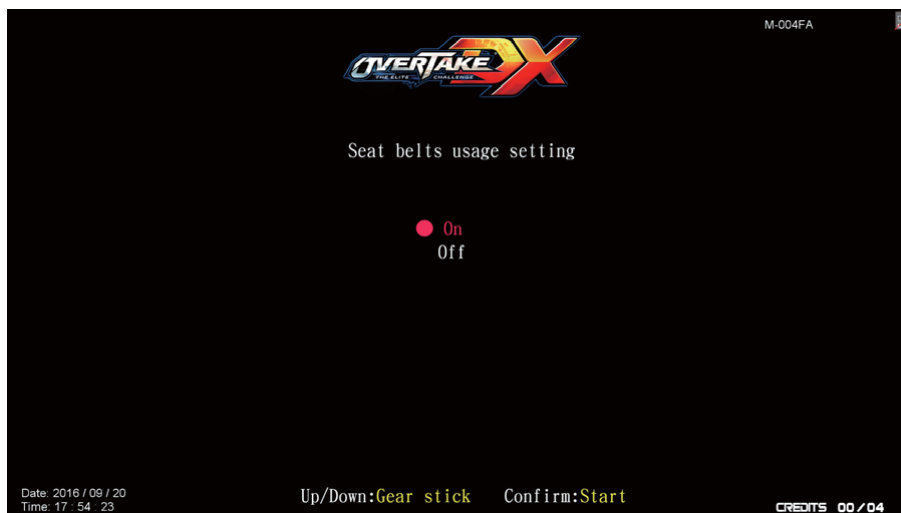 M-004FA
OVERTAKE DX
THE ELITE CHALLENGE
Seat belts usage setting
On
Off
Up/Down:Gear stick Confirm:Start
Date: 2016 / 09 / 20
Time: 17 : 54 : 23
CREDITS 00/04